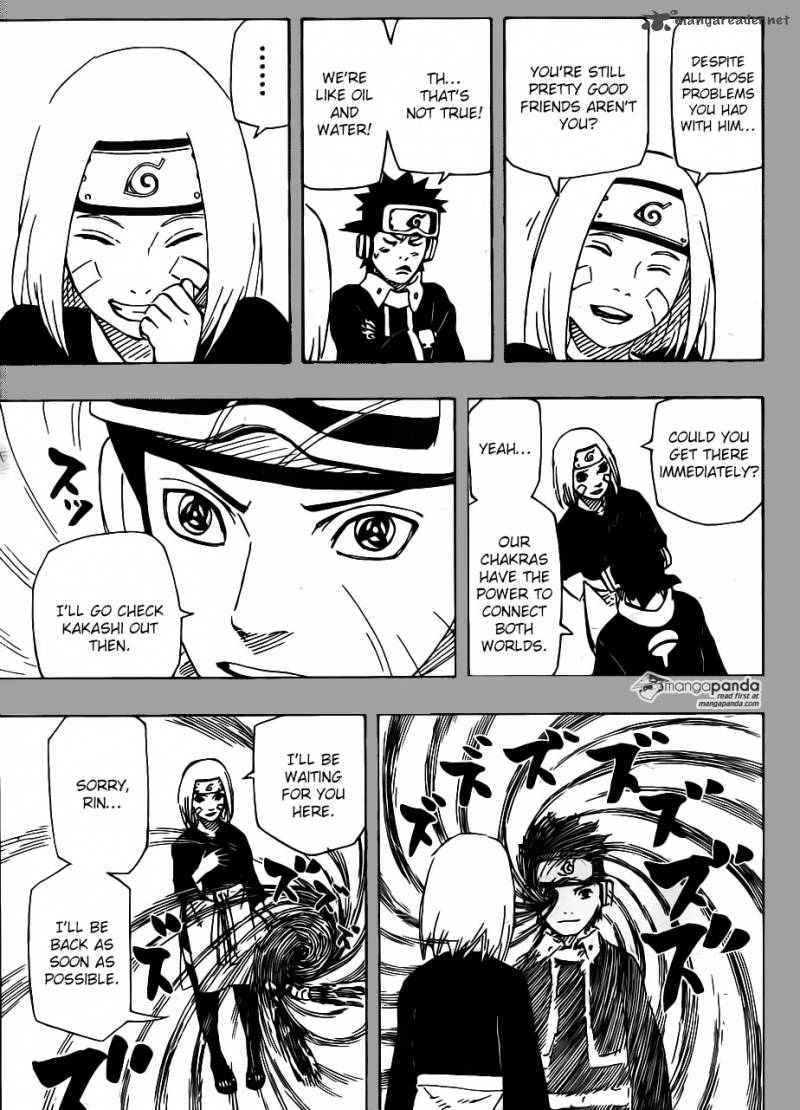 mangareader.net
DESPITE
ALL THOSE
PROBLEMS
YOU HAD
WITH HIM...
YOU'RE STILL
PRETTY GOOD
FRIENDS AREN'T
YOU?
TH...
THAT'S
NOT TRUE!
WE'RE
LIKE OIL
AND
WATER!
......
COULD YOU
GET THERE
IMMEDIATELY?
YEAH...
OUR
CHAKRAS
HAVE THE
POWER TO
CONNECT
BOTH
WORLDS.
ズズ
I'LL GO CHECK
KAKASHI OUT
THEN.
mangapanda
read first at
mangapanda.com
ズズズズズズズズ
I'LL BE
WAITING
FOR YOU
HERE.
SORRY,
RIN...
I'LL BE
BACK AS
SOON AS
POSSIBLE.